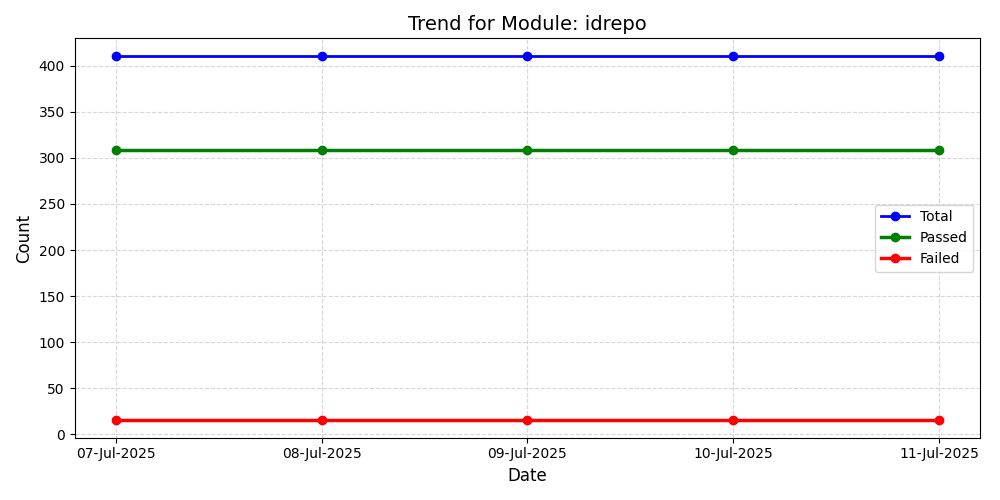 Trend for Module: idrepo
400
350
300
250
200
150
100
50
0
Count
Total
Passed
Failed
07-Jul-2025
08-Jul-2025
09-Jul-2025
10-Jul-2025
11-Jul-2025
Date